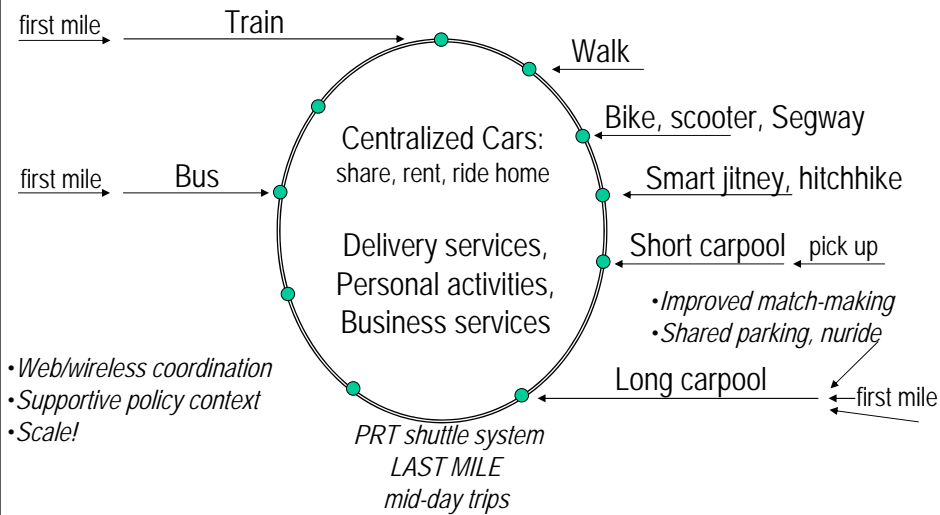 first mile
Train
Walk
Centralized Cars:
share, rent, ride home
Bike, scooter, Segway
first mile
Bus
Smart jitney, hitchhike
Delivery services,
Personal activities,
Business services
Short carpool
pick up
•Improved match-making
•Shared parking, nuride
•Web/wireless coordination
•Supportive policy context
•Scale!
Long carpool
first mile
PRT shuttle system
LAST MILE
mid-day trips